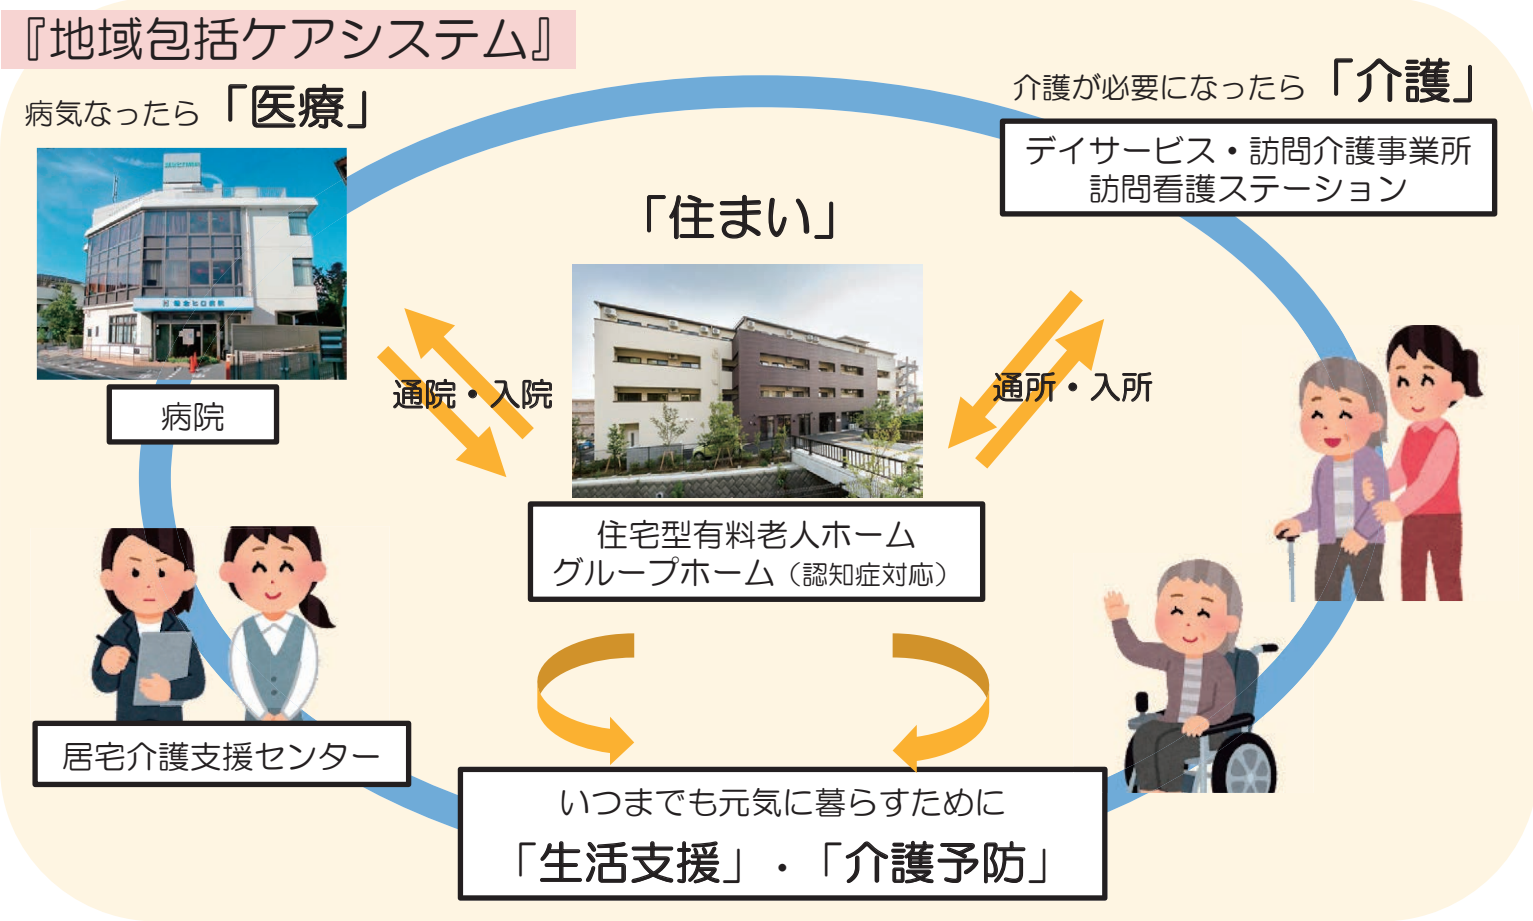 『地域包括ケアシステム』
病気なったら「医療」
介護が必要になったら「介護」
デイサービス・訪問介護事業所
訪問看護ステーション
「住まい」
通院・入院
通所・入所
病院
住宅型有料老人ホーム
グループホーム（認知症対応）
居宅介護支援センター
いつまでも元気に暮らすために
「生活支援」・「介護予防」